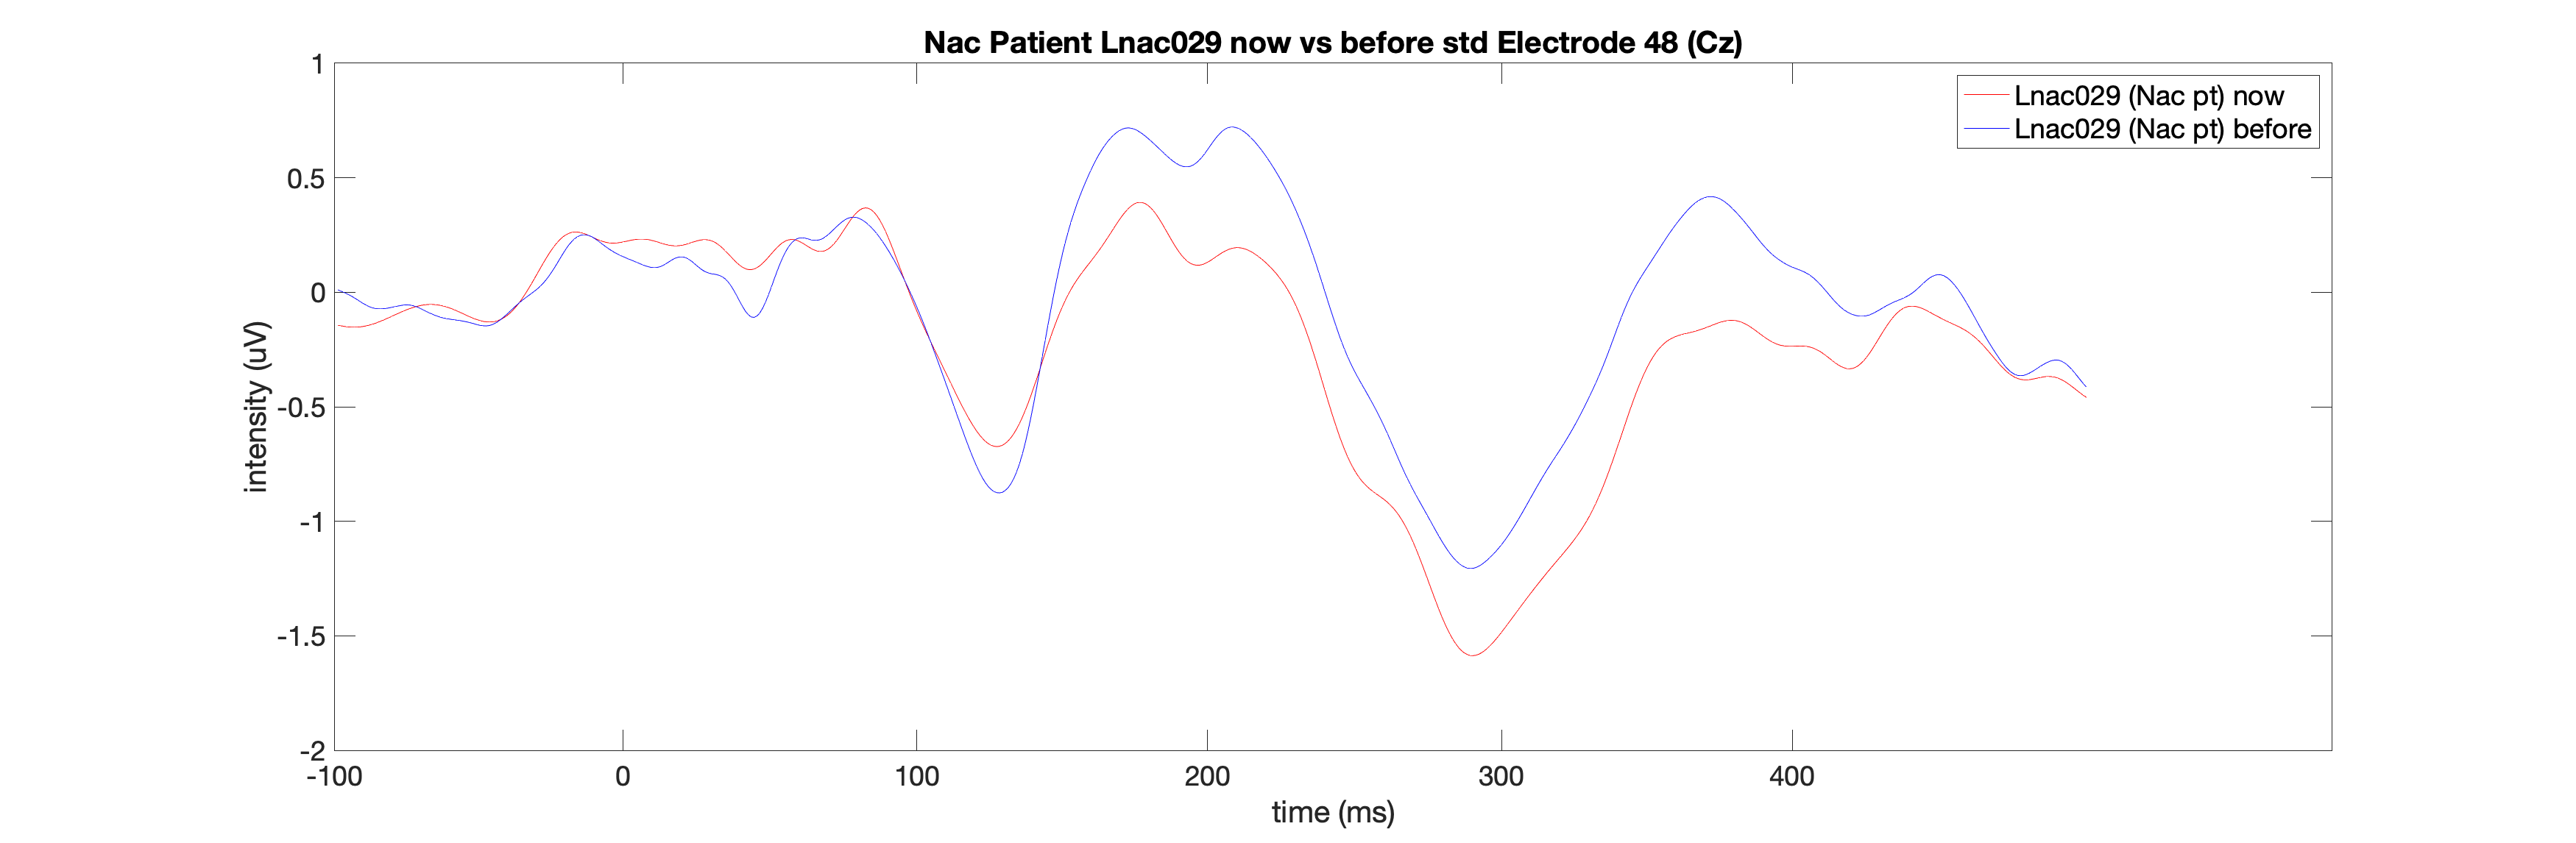 Nac Patient Lnac029 now vs before std Electrode 48 (Cz)
Lnac029 (Nac pt) now
Lnac029 (Nac pt) before
intensity (uV)
1
0.5
0
-0.5
-1
-1.5
-2
-100 0 100 200 300 400
time (ms)